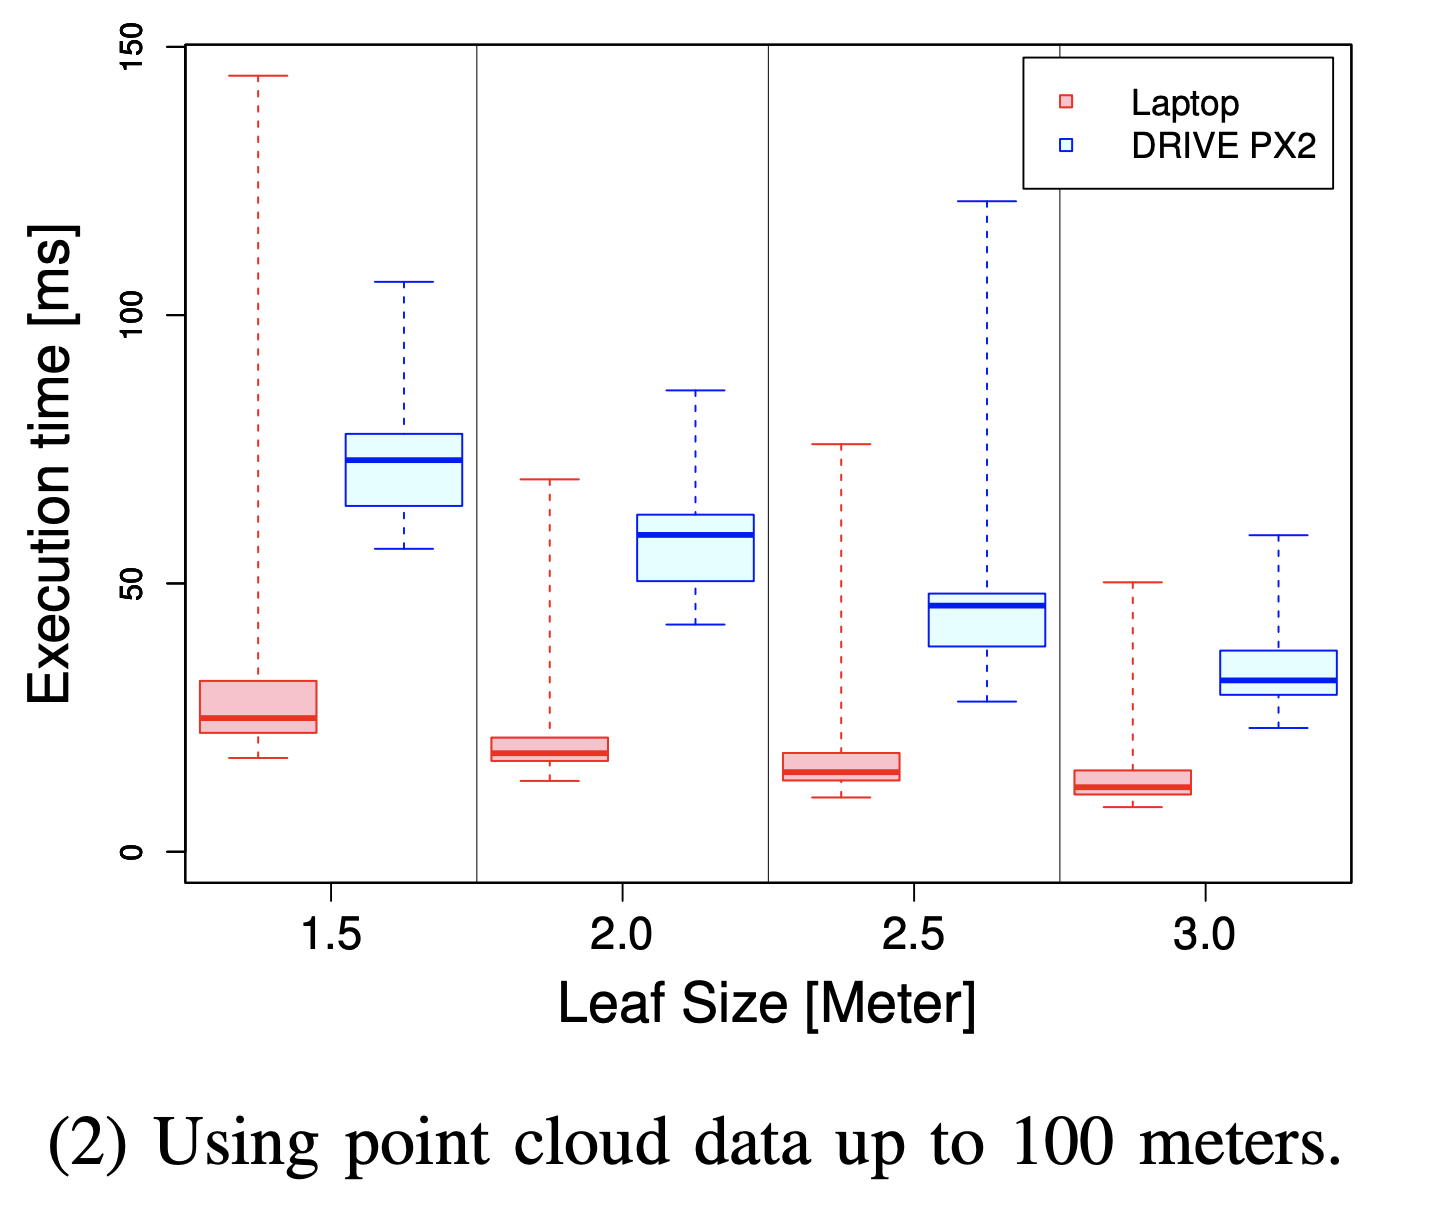 150
100
50
0
Execution time [ms]
Laptop
DRIVE PX2
1.5 2.0 2.5 3.0
Leaf Size [Meter]
(2) Using point cloud data up to 100 meters.